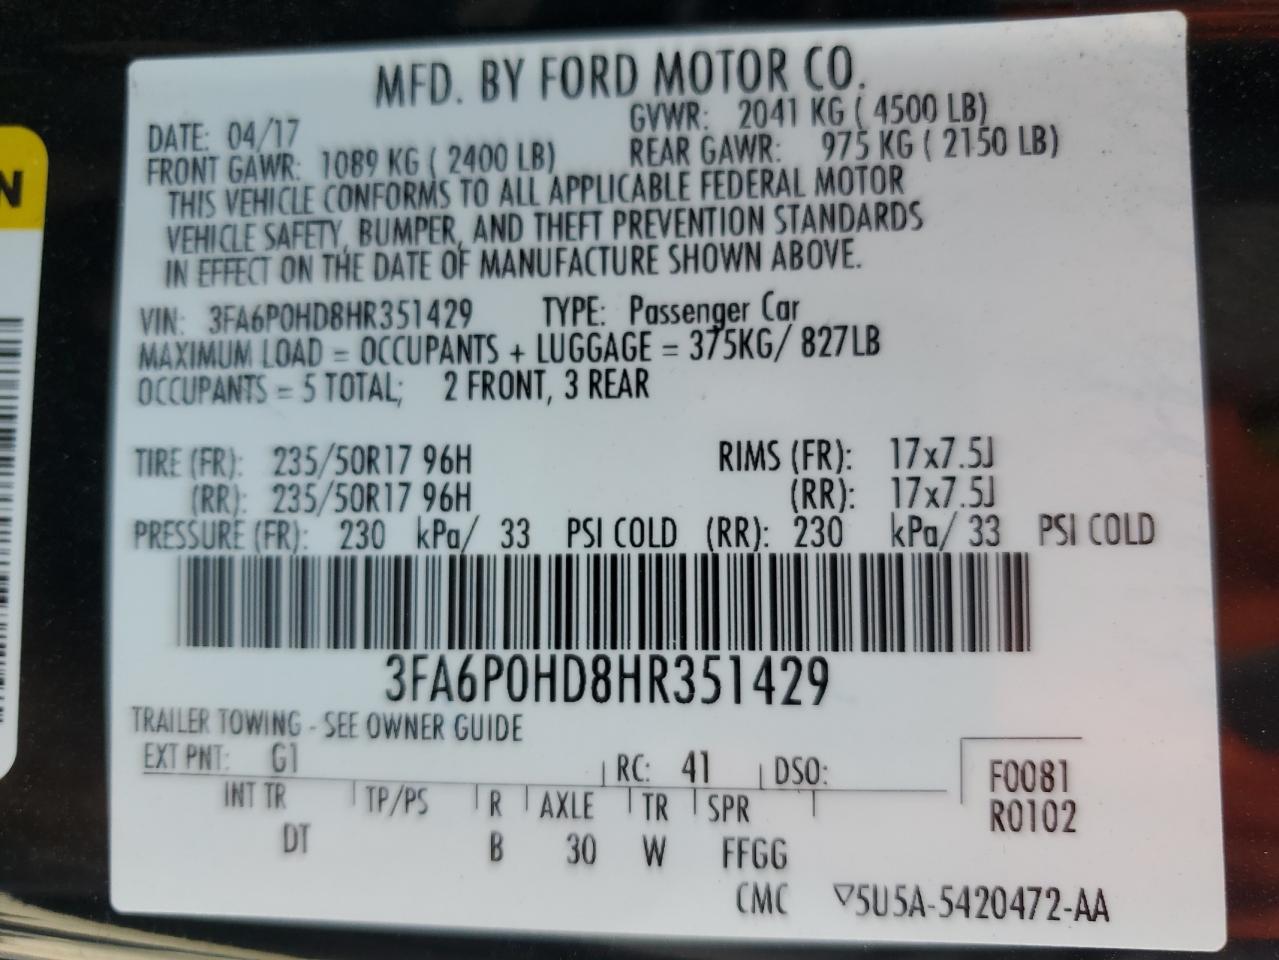 MFD. BY FORD MOTOR CO.
DATE: 04/17 GVWR: 2041 KG ( 4500 LB)
FRONT GAWR: 1089 KG ( 2400 LB) REAR GAWR: 975 KG ( 2150 LB)
THIS VEHICLE CONFORMS TO ALL APPLICABLE FEDERAL MOTOR
VEHICLE SAFETY, BUMPER, AND THEFT PREVENTION STANDARDS
IN EFFECT ON THE DATE OF MANUFACTURE SHOWN ABOVE.
VIN: 3FA6P0HD8HR351429 TYPE: Passenger Car
MAXIMUM LOAD = OCCUPANTS + LUGGAGE = 375KG/ 827LB
OCCUPANTS = 5 TOTAL; 2 FRONT, 3 REAR
TIRE (FR): 235/50R17 96H RIMS (FR): 17x7.5J
(RR): 235/50R17 96H (RR): 17x7.5J
PRESSURE (FR): 230 kPa/ 33 PSI COLD (RR): 230 kPa/ 33 PSI COLD
3FA6P0HD8HR351429
TRAILER TOWING - SEE OWNER GUIDE
EXT PNT: G1 RC: 41 DSO: F0081
INT TR TP/PS R AXLE TR SPR R0102
DT B 30 W FFGG
CMC ▽5U5A-5420472-AA
N